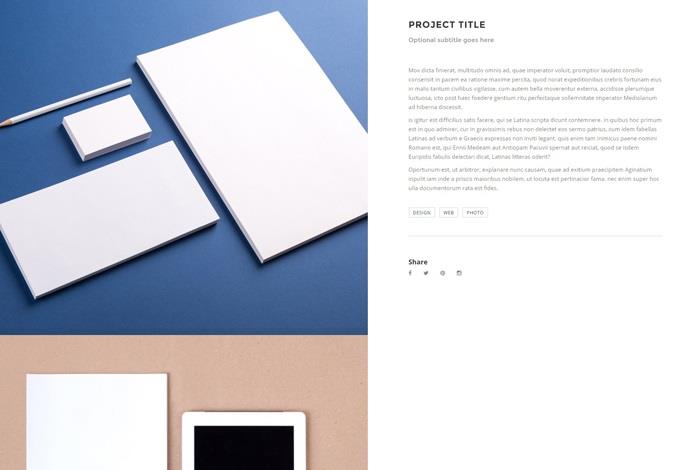 PROJECT TITLE
Optional subtitle goes here
Mox dicta finierat, multitudo omnis ad, quae imperator voluit, promptior laudato consilio
consensit in pacem ea ratione maxime percita, quod norat expeditionibus crebris fortunam eius
in malis tantum civilibus vigilasse, cum autem bella moverentur externa, accidisse plerumque
luctuosa, icto post haec foedere gentium ritu perfectaque sollemnitate imperator Mediolanum
ad hiberna discessit.
Is igitur est difficilius satis facere, qui se Latina scripta dicunt contemnere. in quibus hoc primum
est in quo admirer, cur in gravissimis rebus non delectet eos sermo patrius, cum idem fabellas
Latinas ad verbum e Graecis expressas non inviti legant. quis enim tam inimicus paene nomini
Romano est, qui Ennii Medeam aut Antiopam Pacuvii spernat aut reiciat, quod se isdem
Euripidis fabulis delectari dicat, Latinas litteras oderit?
Oportunum est, ut arbitror, explanare nunc causam, quae ad exitium praecipitem Aginatium
inpulit iam inde a priscis maioribus nobilem, ut locuta est pertinacior fama. nec enim super hoc
ulla documentorum rata est fides.
DESIGN WEB PHOTO
Share